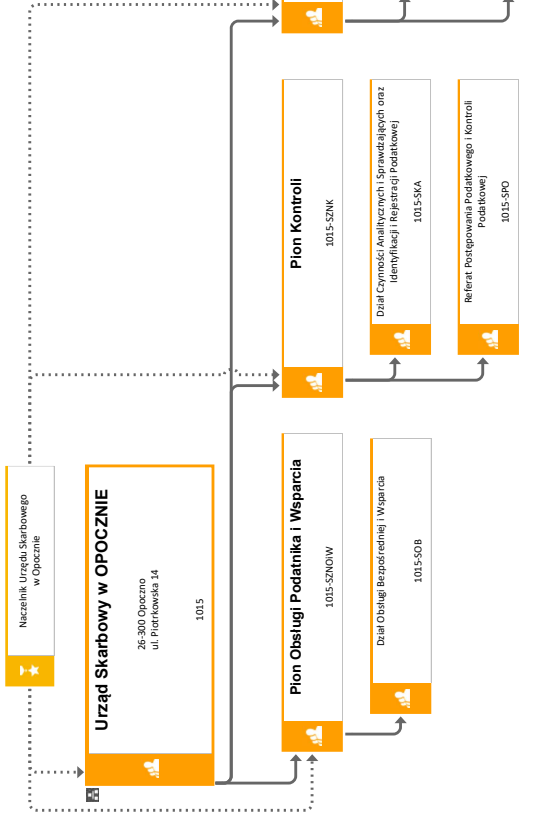 Naczelnik Urzędu Skarbowego
w Opocznie
Urząd Skarbowy w OPOCZNIE
26-300 Opoczno
ul. Piotrkowska 14
1015
Pion Obsługi Podatnika i Wsparcia
1015-SZNOiW
Dział Obsługi Bezpośredniej i Wsparcia
1015-SOB
Pion Kontroli
1015-SZNK
Dział Czynności Analitycznych i Sprawdzających oraz
Identyfikacji i Rejestracji Podatkowej
1015-SKA
Referat Postępowania Podatkowego i Kontroli
Podatkowej
1015-SPO